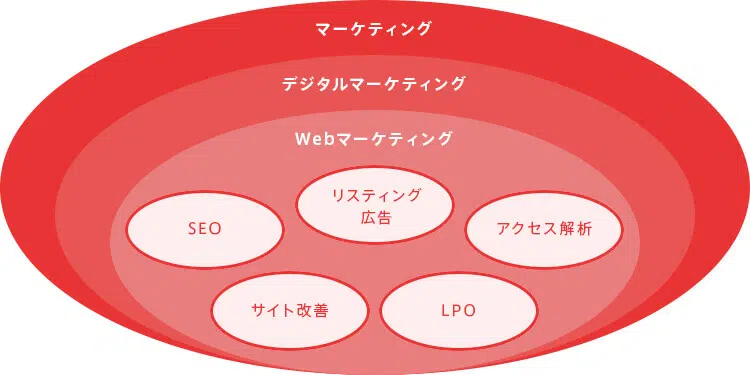 マーケティング
デジタルマーケティング
Webマーケティング
リスティング
広告
SEO
アクセス解析
サイト改善
LPO